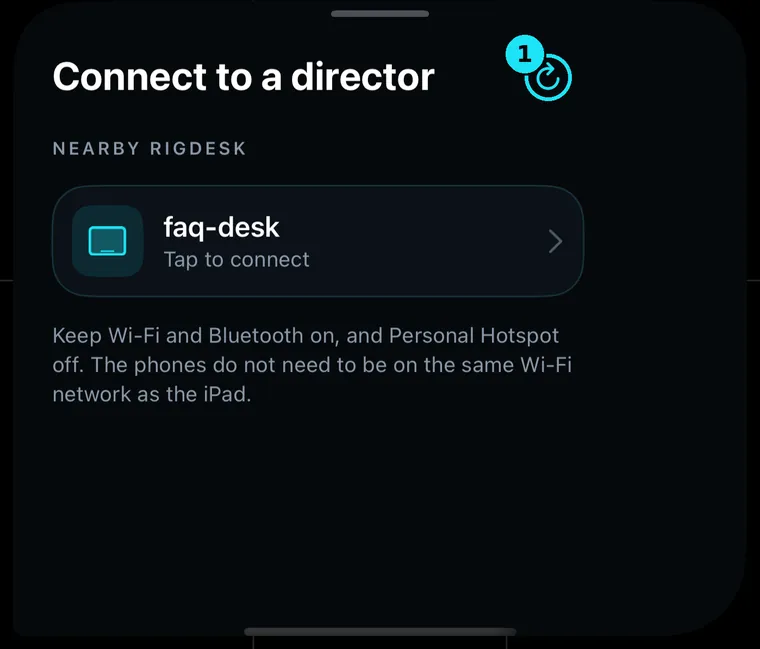 Connect to a director
1
NEARBY RIGDESK
faq-desk
Tap to connect
Keep Wi-Fi and Bluetooth on, and Personal Hotspot
off. The phones do not need to be on the same Wi-Fi
network as the iPad.